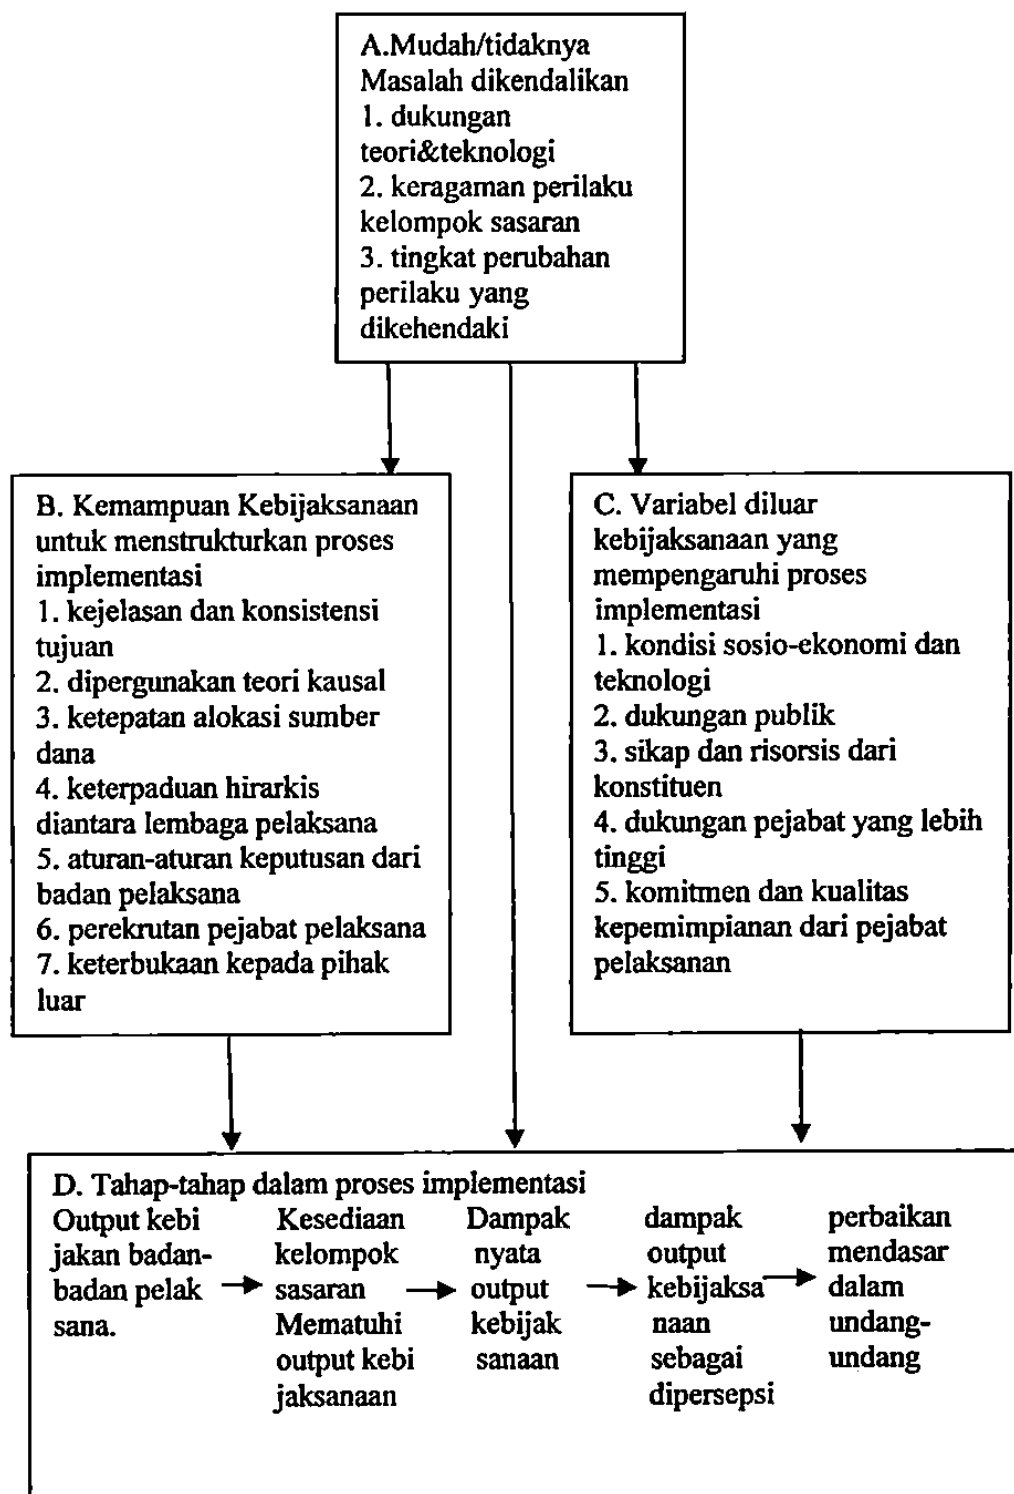 A.Mudah/tidaknya
Masalah dikendalikan
1. dukungan
teori&teknologi
2. keragaman perilaku
kelompok sasaran
3. tingkat perubahan
perilaku yang
dikehendaki
B. Kemampuan Kebijaksanaan
untuk menstrukturkan proses
implementasi
1. kejelasan dan konsistensi
tujuan
2. dipergunakan teori kausal
3. ketepatan alokasi sumber
dana
4. keterpaduan hirarkis
diantara lembaga pelaksana
5. aturan-aturan keputusan dari
badan pelaksana
6. perekrutan pejabat pelaksana
7. keterbukaan kepada pihak
luar
C. Variabel diluar
kebijaksanaan yang
mempengaruhi proses
implementasi
1. kondisi sosio-ekonomi dan
teknologi
2. dukungan publik
3. sikap dan risorsis dari
konstituen
4. dukungan pejabat yang lebih
tinggi
5. komitmen dan kualitas
kepemimpianan dari pejabat
pelaksanan
D. Tahap-tahap dalam proses implementasi
Output kebi
jakan badan-
badan pelak
sana.
Kesediaan
kelompok
sasaran
Mematuhi
output kebi
jaksanaan
Dampak
nyata
output
kebijak
sanaan
dampak
output
kebijaksa
naan
sebagai
dipersepsi
perbaikan
mendasar
dalam
undang-
undang